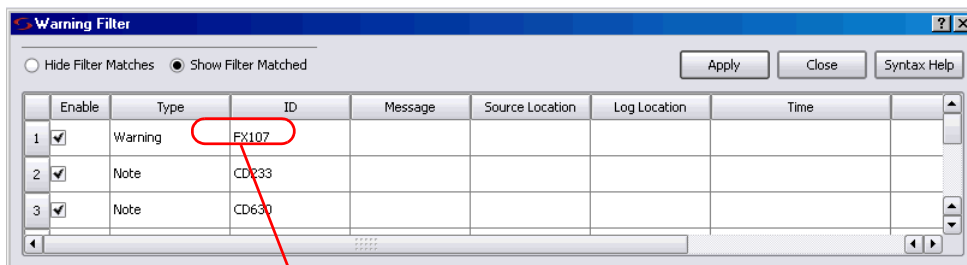 Warning Filter
Hide Filter Matches Show Filter Matched Apply Close Syntax Help
Enable Type ID Message Source Location Log Location Time
1 Warning FX107
2 Note CD233
3 Note CD630